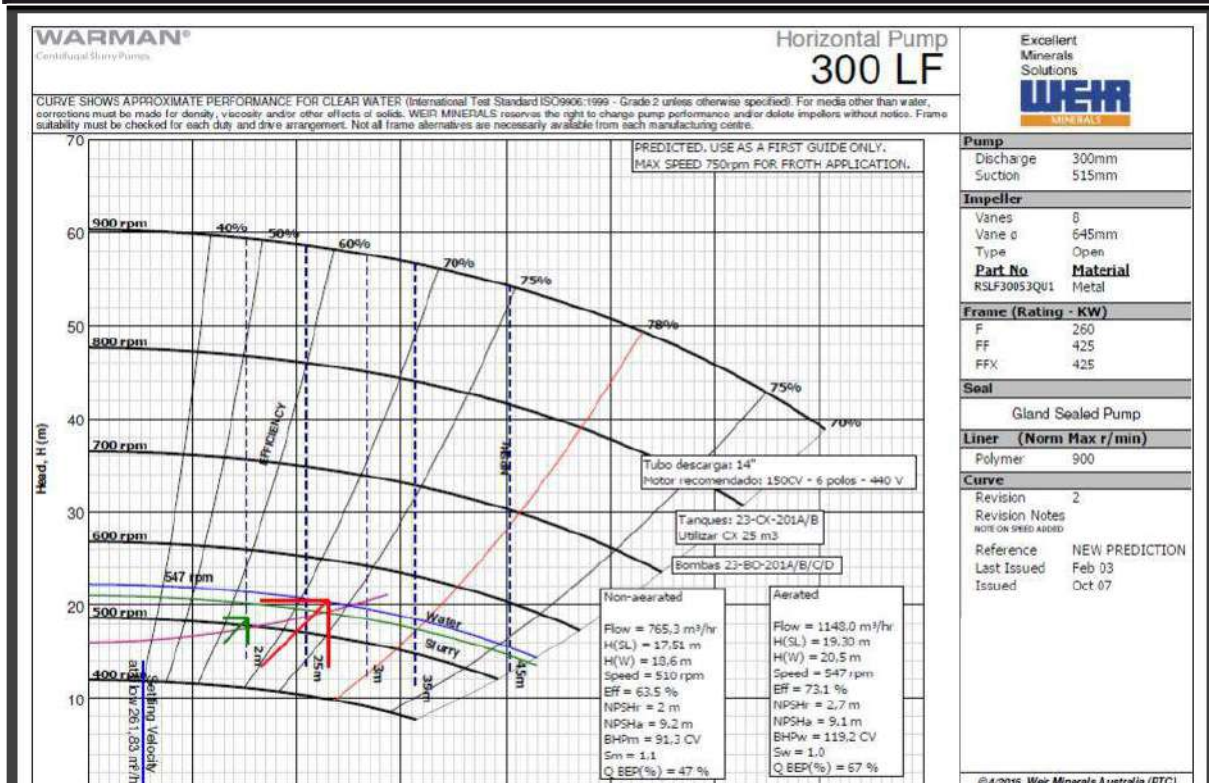 WARMAN®
Centrifugal Slurry Pumps
Horizontal Pump
300 LF
Excellent
Minerals
Solutions
WEIR
MINERALS
CURVE SHOWS APPROXIMATE PERFORMANCE FOR CLEAR WATER (International Test Standard ISO9906:1999 - Grade 2 unless otherwise specified). For media other than water,
corrections must be made for density, viscosity and/or other effects of solids. WEIR MINERALS reserves the right to change pump performance and/or delete impellers without notice. Frame
suitability must be checked for each duty and drive arrangement. Not all frame alternatives are necessarily available from each manufacturing centre.
PREDICTED. USE AS A FIRST GUIDE ONLY.
MAX SPEED 750rpm FOR FROTH APPLICATION.
70
60
50
40
30
20
10
Head, H (m)
900 rpm
800 rpm
700 rpm
600 rpm
547 rpm
500 rpm
400 rpm
40%
50%
60%
70%
75%
78%
75%
70%
EFFICIENCY
Water
Slurry
2m
25m
3m
35m
45m
Settling Velocity
at flow 261,83 m³/h
Tubo descarga: 14"
Motor recomendado: 150CV - 6 polos - 440 V
Tanques: 23-CX-201A/B
Utilizar CX 25 m3
Bombas 23-BO-201A/B/C/D
Non-aearated
Flow = 765,3 m³/hr
H(SL) = 17,51 m
H(W) = 18,6 m
Speed = 510 rpm
Eff = 63.5 %
NPSHr = 2 m
NPSHa = 9.2 m
BHPm = 91,3 CV
Sm = 1,1
Q BEP(%) = 47 %
Aerated
Flow = 1148.0 m³/hr
H(SL) = 19.30 m
H(W) = 20,5 m
Speed = 547 rpm
Eff = 73.1 %
NPSHr = 2,7 m
NPSHa = 9.1 m
BHPw = 119,2 CV
Sw = 1.0
Q BEP(%) = 67 %
Pump
Discharge 300mm
Suction 515mm
Impeller
Vanes 8
Vane ø 645mm
Type Open
Part No Material
RSLF30053QU1 Metal
Frame (Rating - KW)
F 260
FF 425
FFX 425
Seal
Gland Sealed Pump
Liner (Norm Max r/min)
Polymer 900
Curve
Revision 2
Revision Notes
NOTE ON SPEED ADDED
Reference NEW PREDICTION
Last Issued Feb 03
Issued Oct 07
© 4/2016 Weir Minerals Australia (PTC)